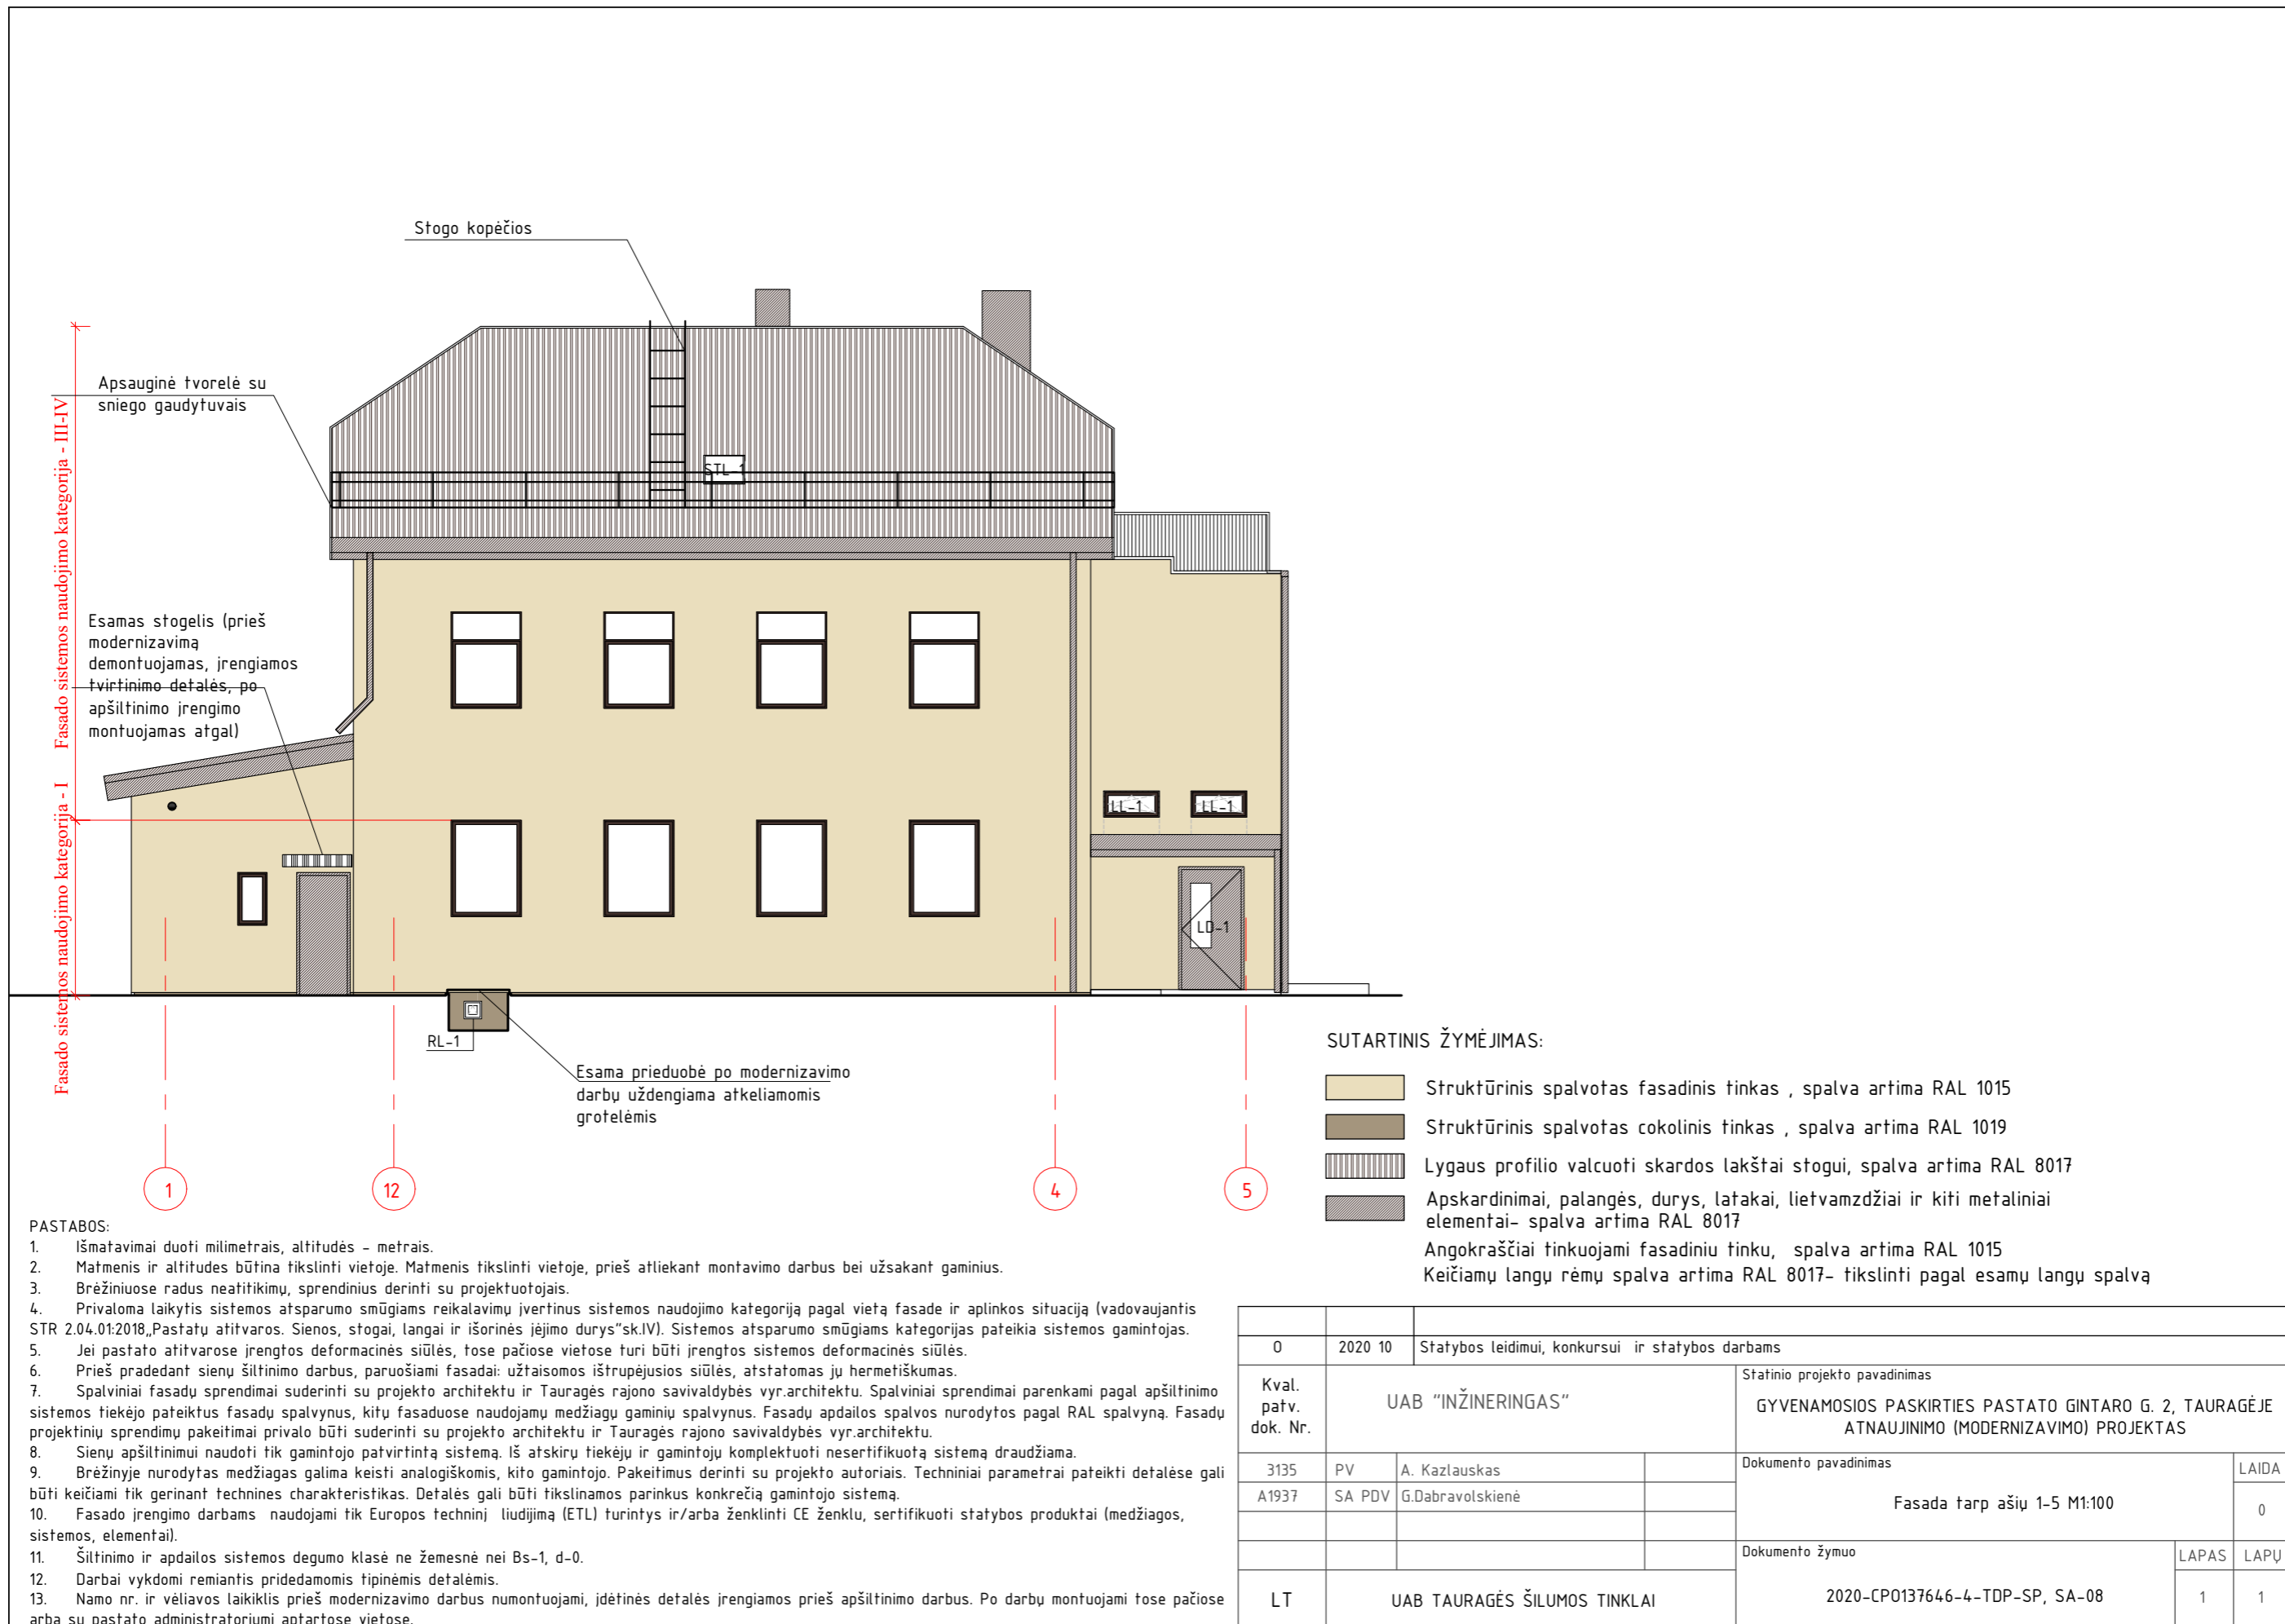 Stogo kopėčios
Apsauginė tvorelė su
sniego gaudytuvais
Fasado sistemos naudojimo kategorija - III-IV
STL-1
Esamas stogelis (prieš
modernizavimą
demontuojamas, įrengiamos
tvirtinimo detalės, po
apšiltinimo įrengimo
montuojamas atgal)
Fasado sistemos naudojimo kategorija - I
LL-1
LL-1
LD-1
RL-1
Esama prieduobė po modernizavimo
darbų uždengiama atkeliamomis
grotelėmis
1
12
4
5
SUTARTINIS ŽYMĖJIMAS:
Struktūrinis spalvotas fasadinis tinkas , spalva artima RAL 1015
Struktūrinis spalvotas cokolinis tinkas , spalva artima RAL 1019
Lygaus profilio valcuoti skardos lakštai stogui, spalva artima RAL 8017
Apskardinimai, palangės, durys, latakai, lietvamzdžiai ir kiti metaliniai
elementai- spalva artima RAL 8017
Angokraščiai tinkuojami fasadiniu tinku, spalva artima RAL 1015
Keičiamų langų rėmų spalva artima RAL 8017- tikslinti pagal esamų langų spalvą
PASTABOS:
1. Išmatavimai duoti milimetrais, altitudės - metrais.
2. Matmenis ir altitudes būtina tikslinti vietoje. Matmenis tikslinti vietoje, prieš atliekant montavimo darbus bei užsakant gaminius.
3. Brėžiniuose radus neatitikimų, sprendinius derinti su projektuotojais.
4. Privaloma laikytis sistemos atsparumo smūgiams reikalavimų įvertinus sistemos naudojimo kategoriją pagal vietą fasade ir aplinkos situaciją (vadovaujantis
STR 2.04.01:2018„Pastatų atitvaros. Sienos, stogai, langai ir išorinės įėjimo durys"sk.IV). Sistemos atsparumo smūgiams kategorijas pateikia sistemos gamintojas.
5. Jei pastato atitvarose įrengtos deformacinės siūlės, tose pačiose vietose turi būti įrengtos sistemos deformacinės siūlės.
6. Prieš pradedant sienų šiltinimo darbus, paruošiami fasadai: užtaisomos ištrupėjusios siūlės, atstatomas jų hermetiškumas.
7. Spalviniai fasadų sprendimai suderinti su projekto architektu ir Tauragės rajono savivaldybės vyr.architektu. Spalviniai sprendimai parenkami pagal apšiltinimo
sistemos tiekėjo pateiktus fasadų spalvynus, kitų fasaduose naudojamų medžiagų gaminių spalvynus. Fasadų apdailos spalvos nurodytos pagal RAL spalvyną. Fasadų
projektinių sprendimų pakeitimai privalo būti suderinti su projekto architektu ir Tauragės rajono savivaldybės vyr.architektu.
8. Sienų apšiltinimui naudoti tik gamintojo patvirtintą sistemą. Iš atskirų tiekėjų ir gamintojų komplektuoti nesertifikuotą sistemą draudžiama.
9. Brėžinyje nurodytas medžiagas galima keisti analogiškomis, kito gamintojo. Pakeitimus derinti su projekto autoriais. Techniniai parametrai pateikti detalėse gali
būti keičiami tik gerinant technines charakteristikas. Detalės gali būti tikslinamos parinkus konkrečią gamintojo sistemą.
10. Fasado įrengimo darbams naudojami tik Europos techninį liudijimą (ETL) turintys ir/arba ženklinti CE ženklu, sertifikuoti statybos produktai (medžiagos,
sistemos, elementai).
11. Šiltinimo ir apdailos sistemos degumo klasė ne žemesnė nei Bs-1, d-0.
12. Darbai vykdomi remiantis pridedamomis tipinėmis detalėmis.
13. Namo nr. ir vėliavos laikiklis prieš modernizavimo darbus numontuojami, įdėtinės detalės įrengiamos prieš apšiltinimo darbus. Po darbų montuojami tose pačiose
arba su pastato administratoriumi aptartose vietose.
0 2020 10 Statybos leidimui, konkursui ir statybos darbams
Kval.
patv.
dok. Nr.
UAB "INŽINERINGAS"
Statinio projekto pavadinimas
GYVENAMOSIOS PASKIRTIES PASTATO GINTARO G. 2, TAURAGĖJE
ATNAUJINIMO (MODERNIZAVIMO) PROJEKTAS
3135 PV A. Kazlauskas
A1937 SA PDV G.Dabravolskienė
Dokumento pavadinimas
Fasada tarp ašių 1-5 M1:100
LAIDA
0
LT UAB TAURAGĖS ŠILUMOS TINKLAI
Dokumento žymuo
2020-CPO137646-4-TDP-SP, SA-08
LAPAS LAPŲ
1 1